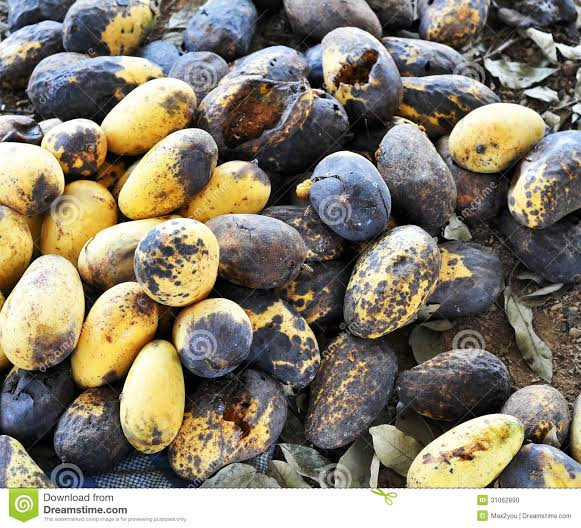 Download from
Dreamstime.com
This watermarked comp image is for previewing purposes only.
31062690
Max2you | Dreamstime.com